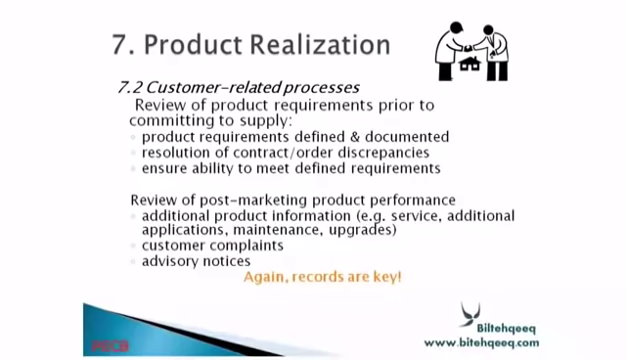 7. Product Realization
7.2 Customer-related processes
Review of product requirements prior to
committing to supply:
product requirements defined & documented
resolution of contract/order discrepancies
ensure ability to meet defined requirements
Review of post-marketing product performance
additional product information (e.g. service, additional
applications, maintenance, upgrades)
customer complaints
advisory notices
Again, records are key!
Biltehqeeq
www.bitehqeeq.com
PECB